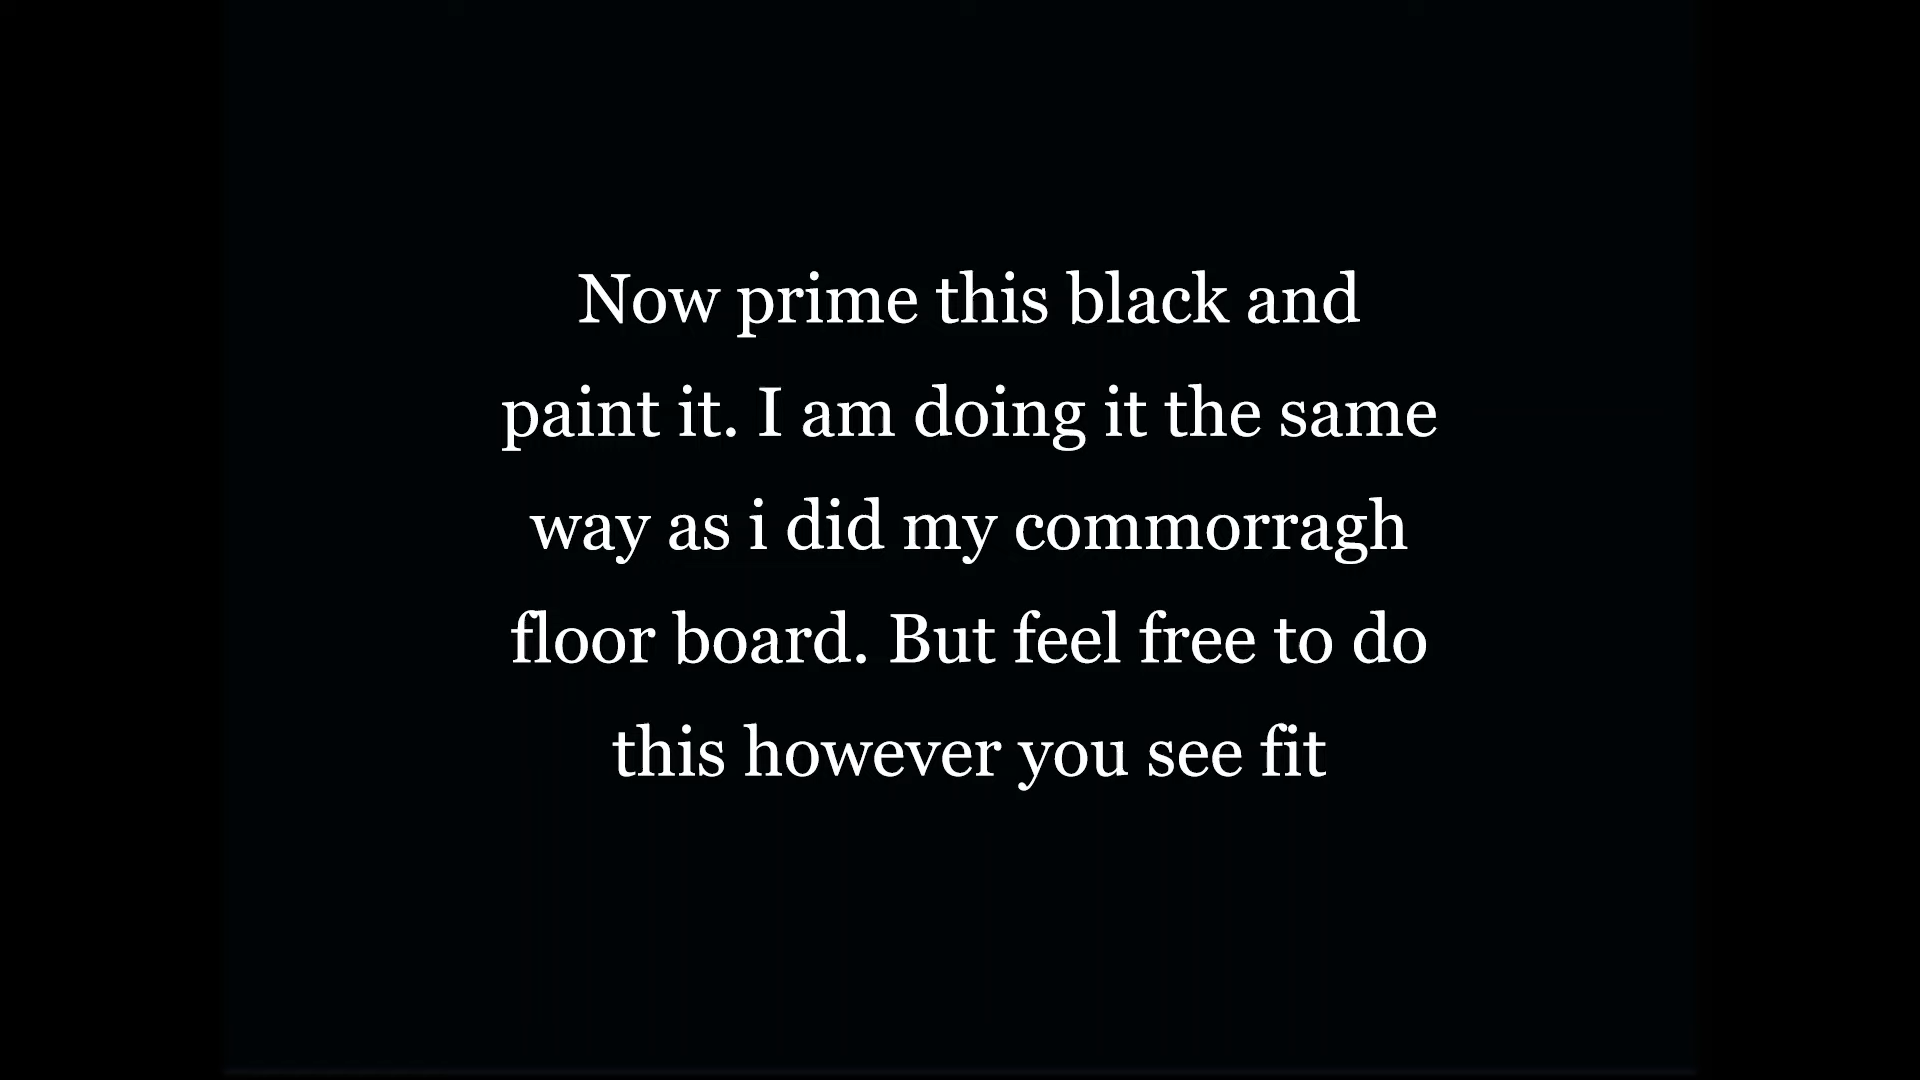 Now prime this black and
paint it. I am doing it the same
way as i did my commorragh
floor board. But feel free to do
this however you see fit